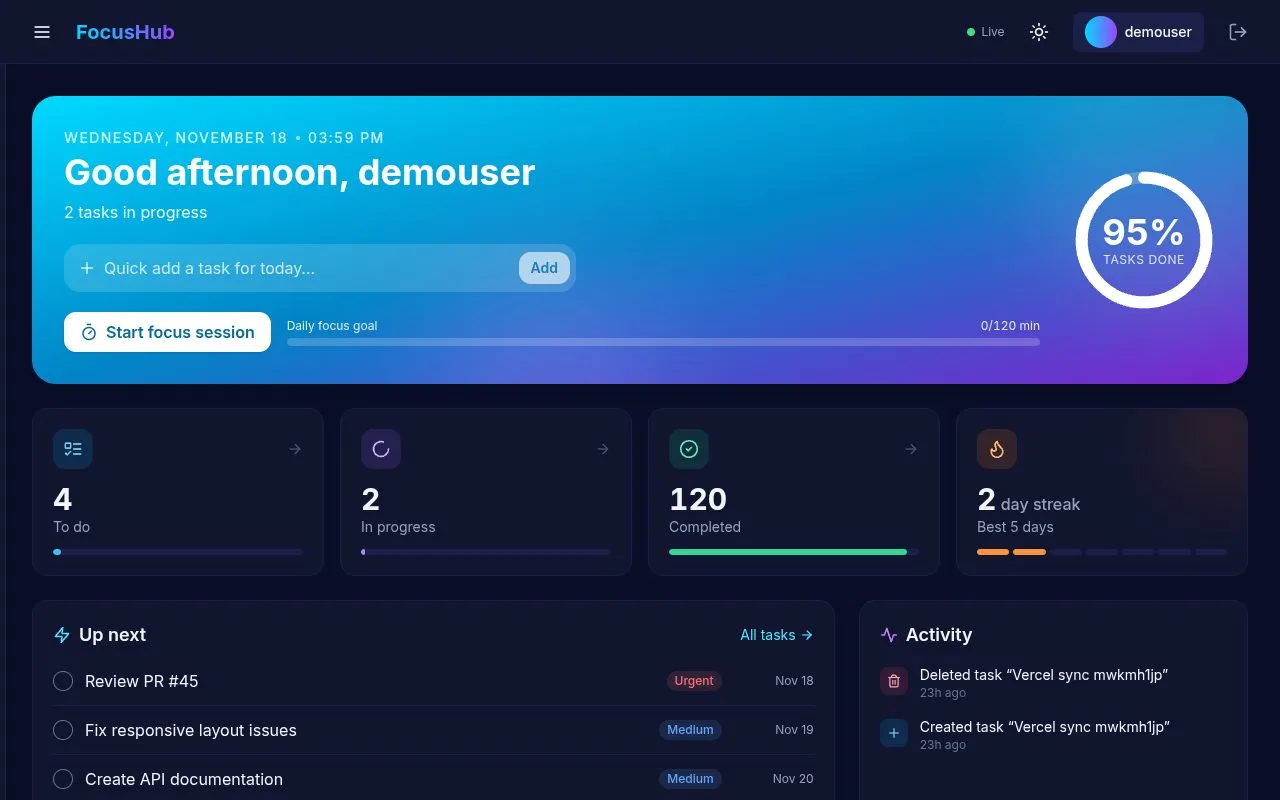 FocusHub
Live
demouser
WEDNESDAY, NOVEMBER 18 • 03:59 PM
Good afternoon, demouser
2 tasks in progress
Quick add a task for today...
Add
Start focus session
Daily focus goal
0/120 min
95%
TASKS DONE
4
To do
2
In progress
120
Completed
2 day streak
Best 5 days
Up next
All tasks →
Review PR #45
Urgent
Nov 18
Fix responsive layout issues
Medium
Nov 19
Create API documentation
Medium
Nov 20
Activity
Deleted task “Vercel sync mwkmh1jp”
23h ago
Created task “Vercel sync mwkmh1jp”
23h ago